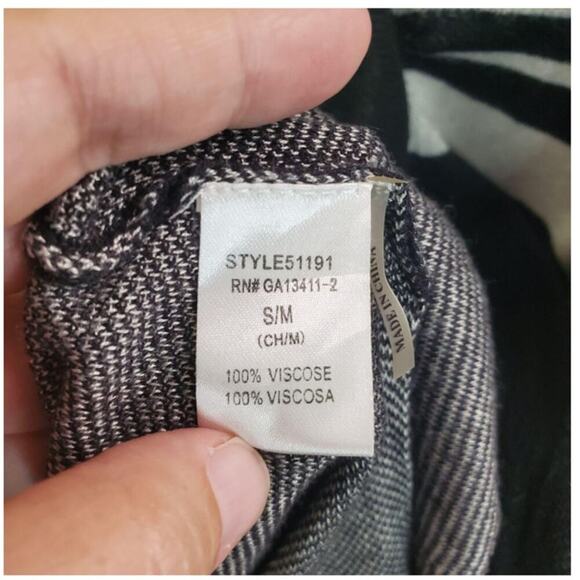 STYLE51191
RN# GA13411-2
S/M
(CH/M)
100% VISCOSE
100% VISCOSA
MADE IN CHINA